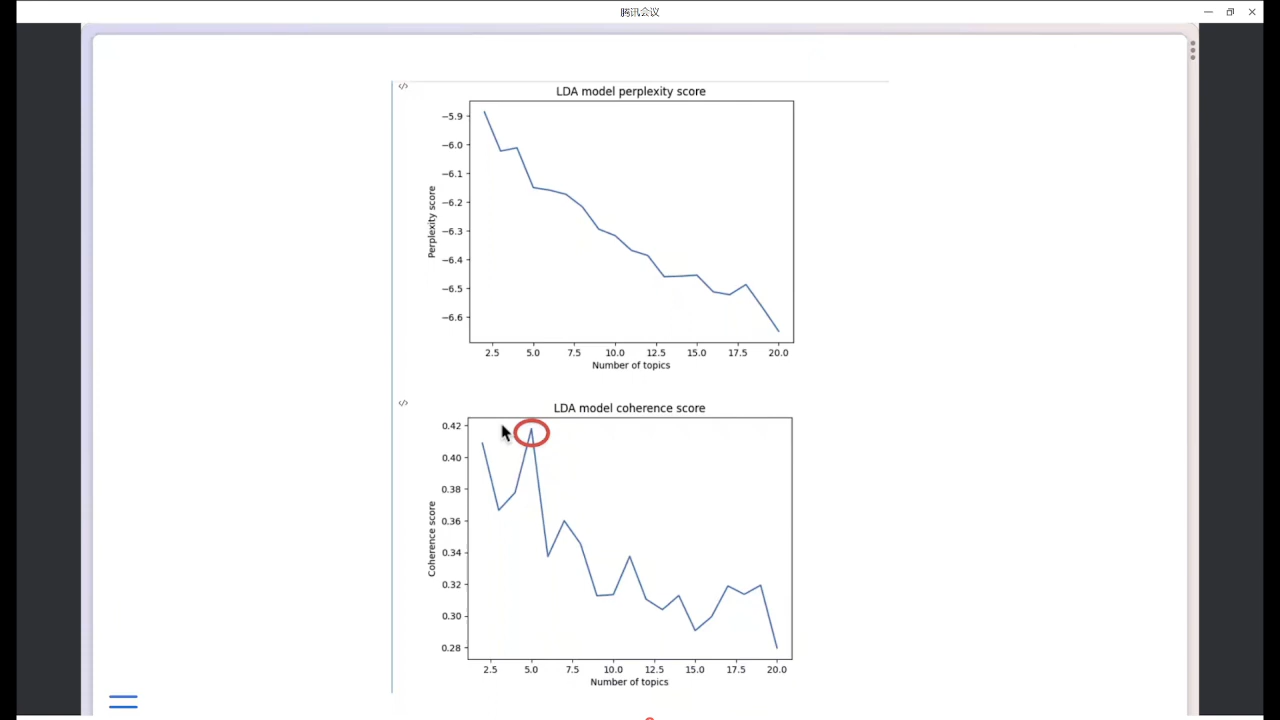 腾讯会议
</>
LDA model perplexity score
−5.9
−6.0
−6.1
−6.2
−6.3
−6.4
−6.5
−6.6
Perplexity score
2.5 5.0 7.5 10.0 12.5 15.0 17.5 20.0
Number of topics
</>
LDA model coherence score
0.42
0.40
0.38
0.36
0.34
0.32
0.30
0.28
Coherence score
2.5 5.0 7.5 10.0 12.5 15.0 17.5 20.0
Number of topics